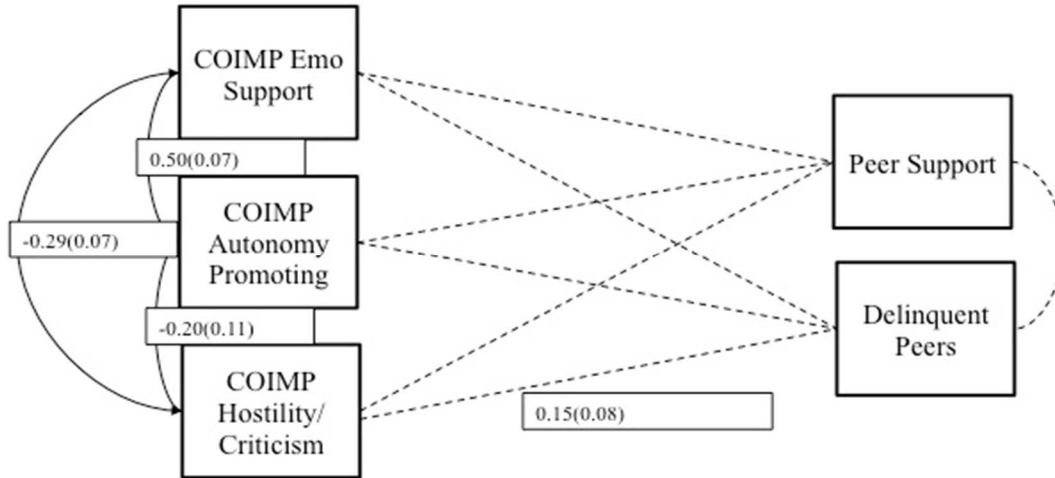 COIMP Emo
Support
0.50(0.07)
COIMP
Autonomy
Promoting
-0.29(0.07)
-0.20(0.11)
COIMP
Hostility/
Criticism
Peer Support
Delinquent
Peers
0.15(0.08)